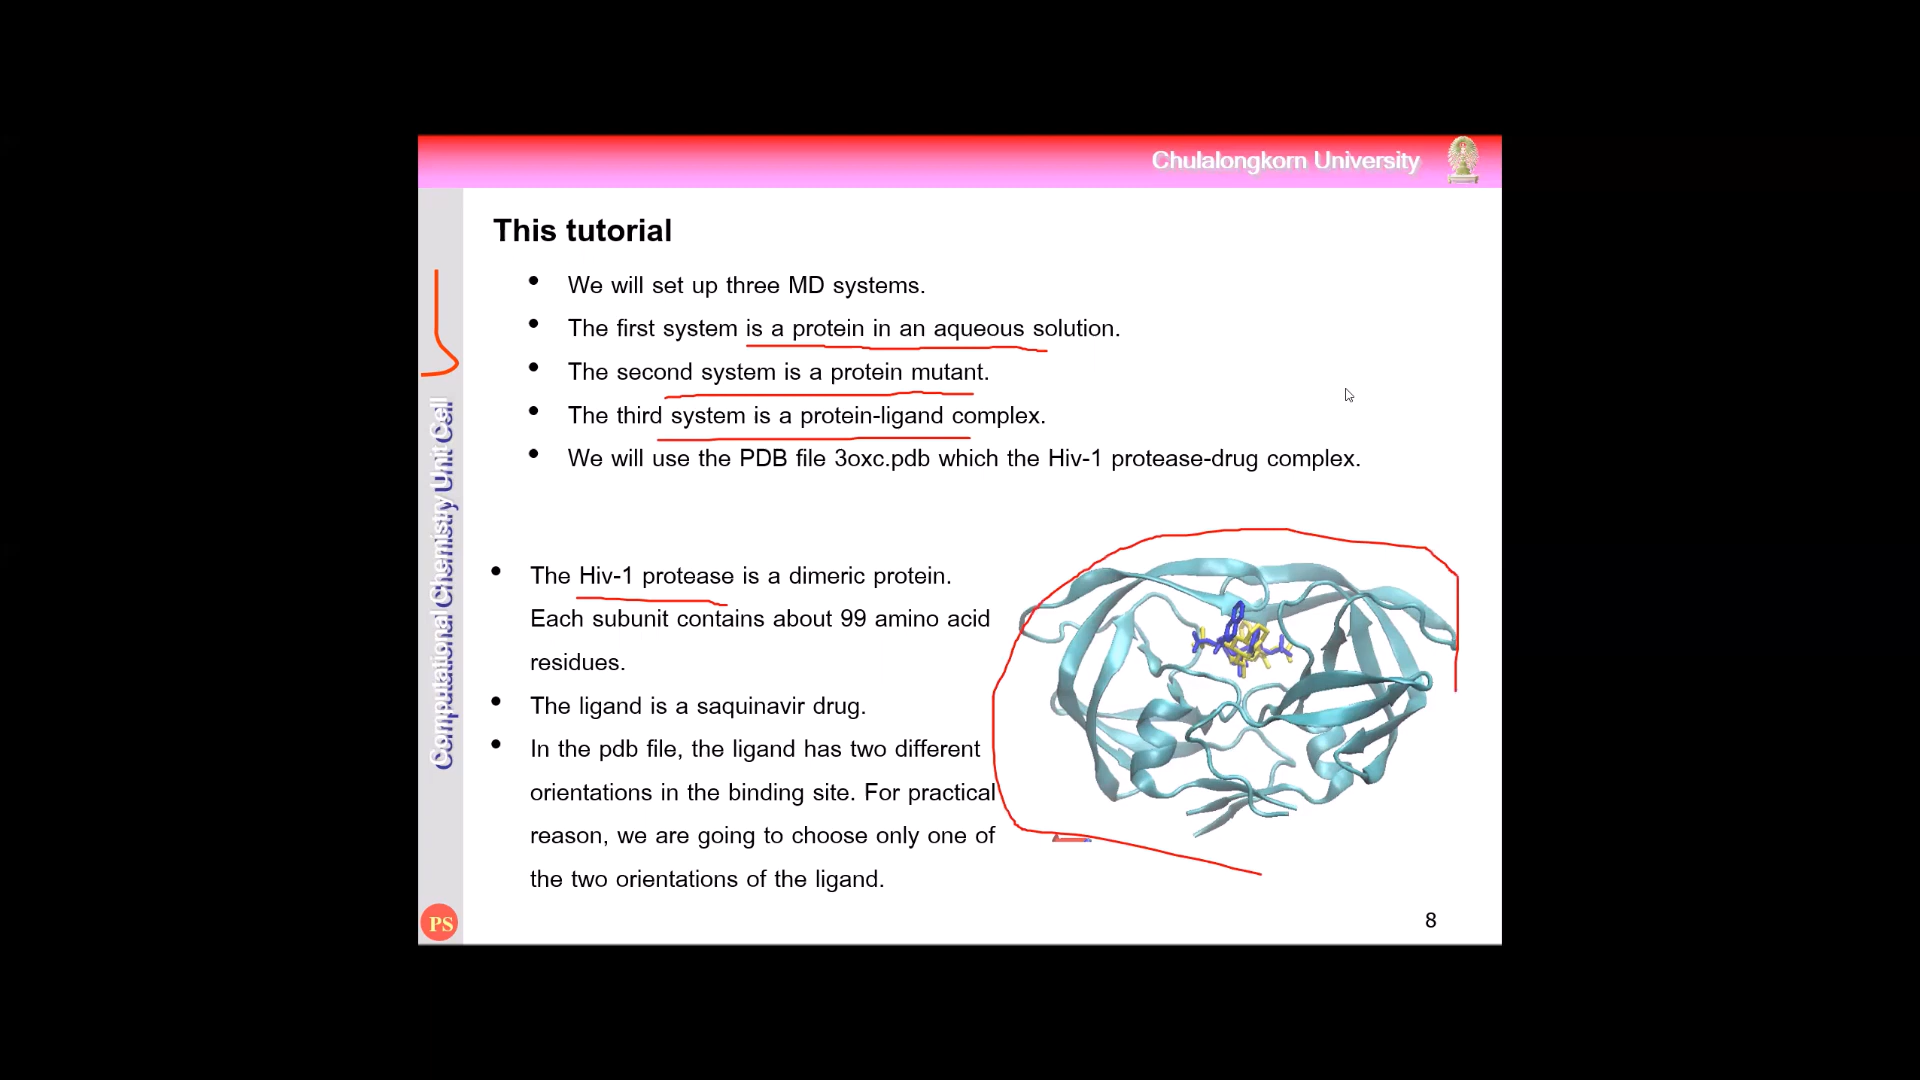 Chulalongkorn University
This tutorial
• We will set up three MD systems.
• The first system is a protein in an aqueous solution.
• The second system is a protein mutant.
• The third system is a protein-ligand complex.
• We will use the PDB file 3oxc.pdb which the Hiv-1 protease-drug complex.
• The Hiv-1 protease is a dimeric protein.
Each subunit contains about 99 amino acid
residues.
• The ligand is a saquinavir drug.
• In the pdb file, the ligand has two different
orientations in the binding site. For practical
reason, we are going to choose only one of
the two orientations of the ligand.
Computational Chemistry Unit Cell
PS
8